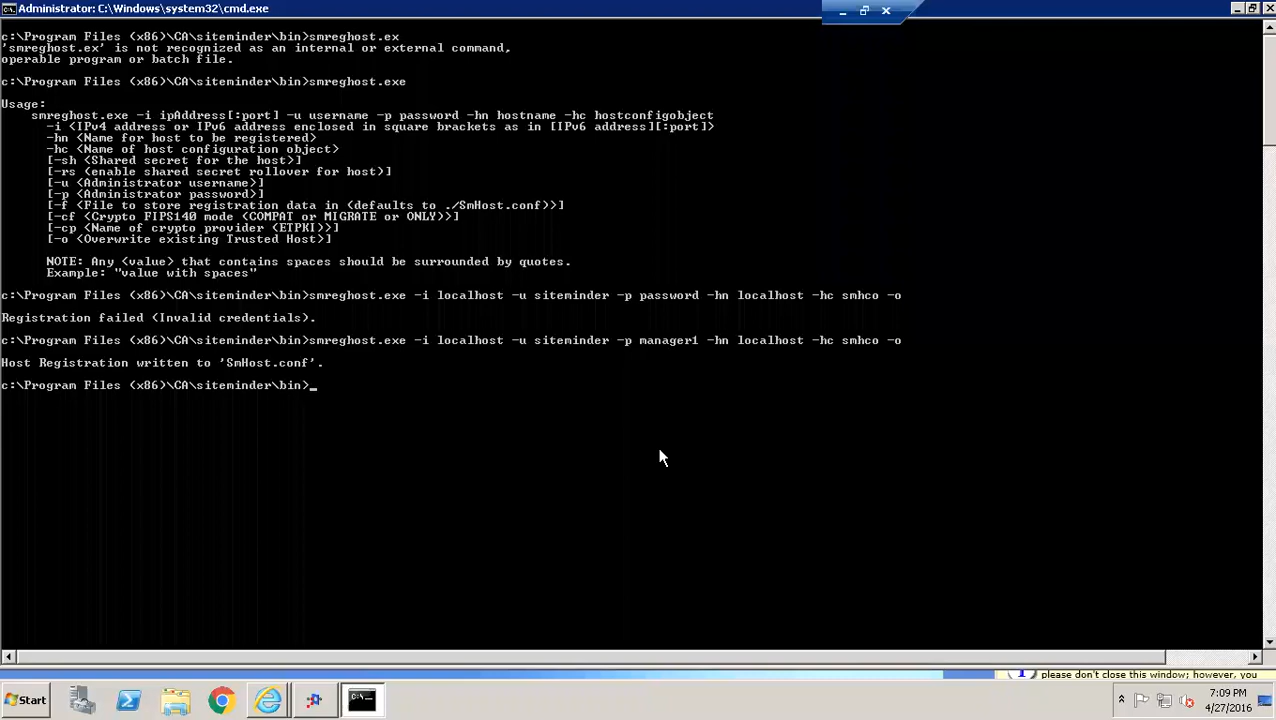 Administrator: C:\Windows\system32\cmd.exe
c:\Program Files (x86)\CA\siteminder\bin>smreghost.ex
'smreghost.ex' is not recognized as an internal or external command,
operable program or batch file.
c:\Program Files (x86)\CA\siteminder\bin>smreghost.exe
Usage:
smreghost.exe -i ipAddress[:port] -u username -p password -hn hostname -hc hostconfigobject
-i <IPv4 address or IPv6 address enclosed in square brackets as in [IPv6 address][:port]>
-hn <Name for host to be registered>
-hc <Name of host configuration object>
[-sh <Shared secret for the host>]
[-rs <enable shared secret rollover for host>]
[-u <Administrator username>]
[-p <Administrator password>]
[-f <File to store registration data in <defaults to ./SmHost.conf>>]
[-cf <Crypto FIPS140 mode <COMPAT or MIGRATE or ONLY>>]
[-cp <Name of crypto provider <ETPKI>>]
[-o <Overwrite existing Trusted Host>]
NOTE: Any <value> that contains spaces should be surrounded by quotes.
Example: "value with spaces"
c:\Program Files (x86)\CA\siteminder\bin>smreghost.exe -i localhost -u siteminder -p password -hn localhost -hc smhco -o
Registration failed <Invalid credentials>.
c:\Program Files (x86)\CA\siteminder\bin>smreghost.exe -i localhost -u siteminder -p manager1 -hn localhost -hc smhco -o
Host Registration written to 'SmHost.conf'.
c:\Program Files (x86)\CA\siteminder\bin>_
please don't close this window; however, you
Start
C:\.
7:09 PM
4/27/2016